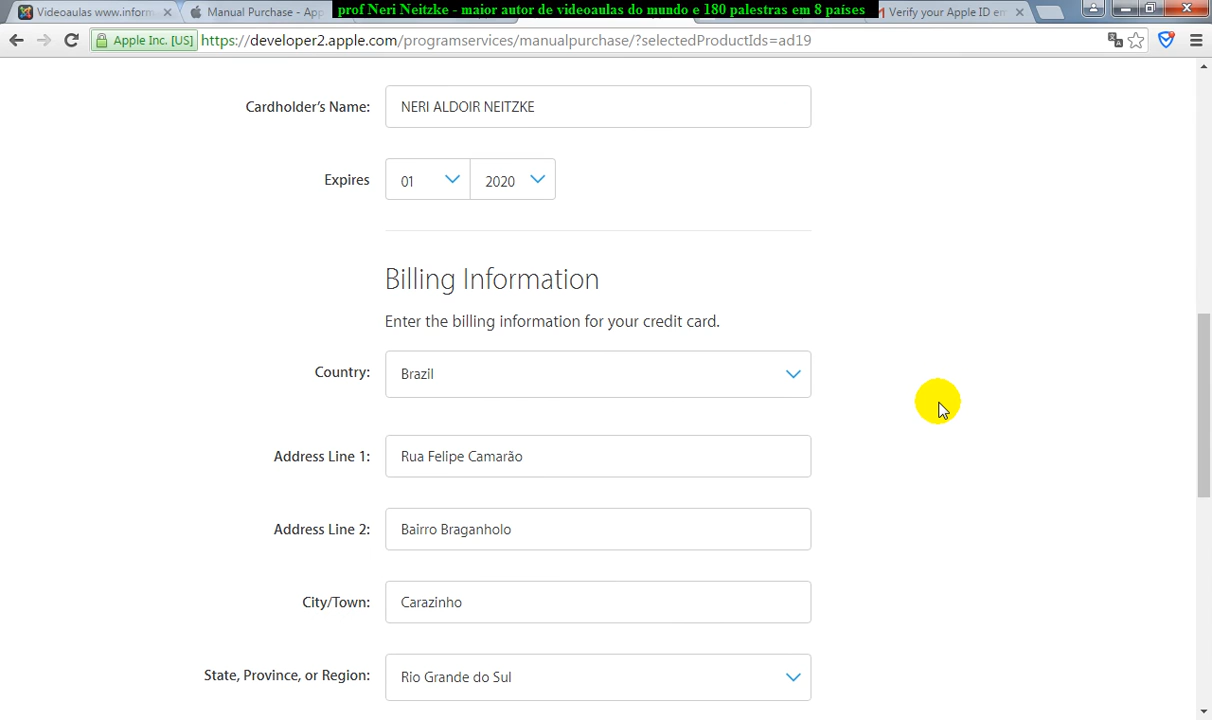 Videoaulas www.inform
Manual Purchase - App
prof Neri Neitzke - maior autor de videoaulas do mundo e 180 palestras em 8 países
Verify your Apple ID em
Apple Inc. [US]
https://developer2.apple.com/programservices/manualpurchase/?selectedProductIds=ad19
Cardholder's Name:
NERI ALDOIR NEITZKE
Expires
01
2020
Billing Information
Enter the billing information for your credit card.
Country:
Brazil
Address Line 1:
Rua Felipe Camarão
Address Line 2:
Bairro Braganholo
City/Town:
Carazinho
State, Province, or Region:
Rio Grande do Sul